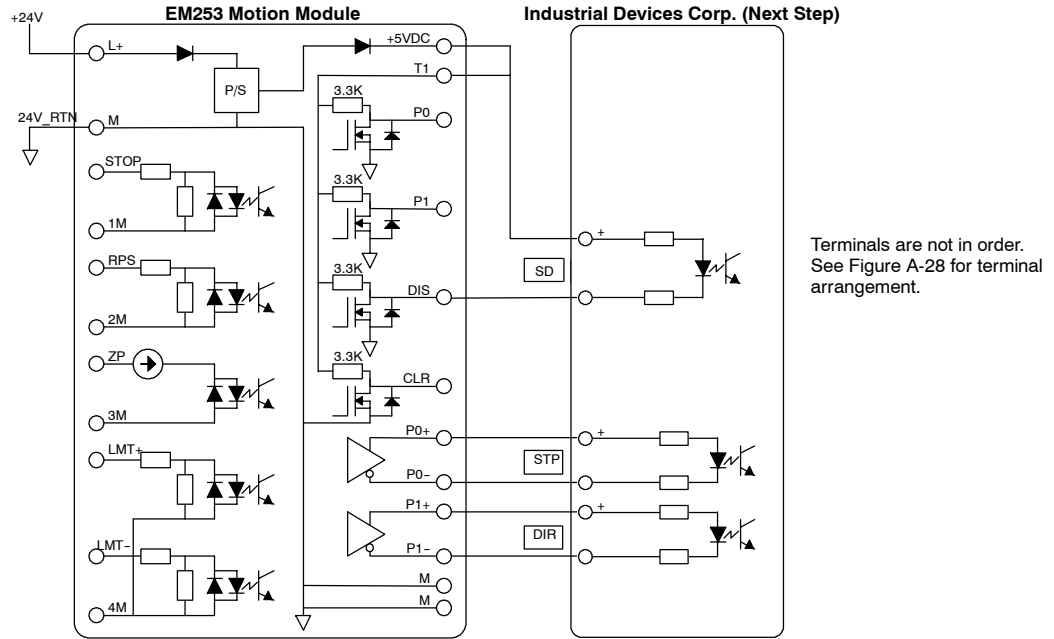 EM253 Motion Module
Industrial Devices Corp. (Next Step)
+24V
L+
+5VDC
T1
P/S
3.3K
P0
24V_RTN
M
STOP
3.3K
P1
1M
RPS
3.3K
DIS
2M
+
SD
Terminals are not in order.
See Figure A-28 for terminal
arrangement.
ZP
3.3K
CLR
3M
LMT+
P0+
+
STP
P0−
P1+
+
DIR
P1−
LMT−
M
M
4M